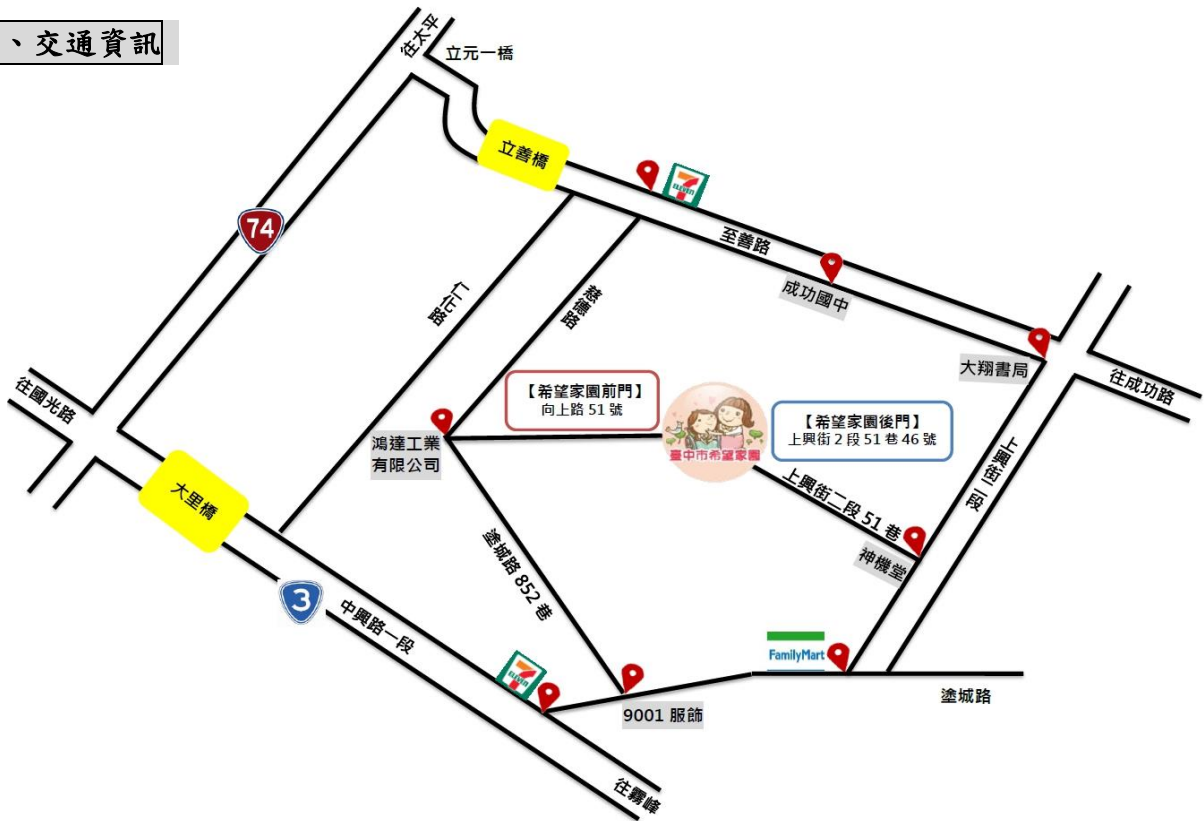 、交通資訊
往太平
立元一橋
立善橋
7
ELEVEN
74
至善路
成功國中
仁化路
慈德路
大翔書局
往成功路
往國光路
【希望家園前門】
向上路 51 號
臺中市希望家園
【希望家園後門】
上興街 2 段 51 巷 46 號
鴻達工業
有限公司
上興街二段
上興街二段 51 巷
大里橋
神機堂
塗城路 852 巷
3
中興路一段
FamilyMart
7
ELEVEN
9001 服飾
塗城路
往霧峰